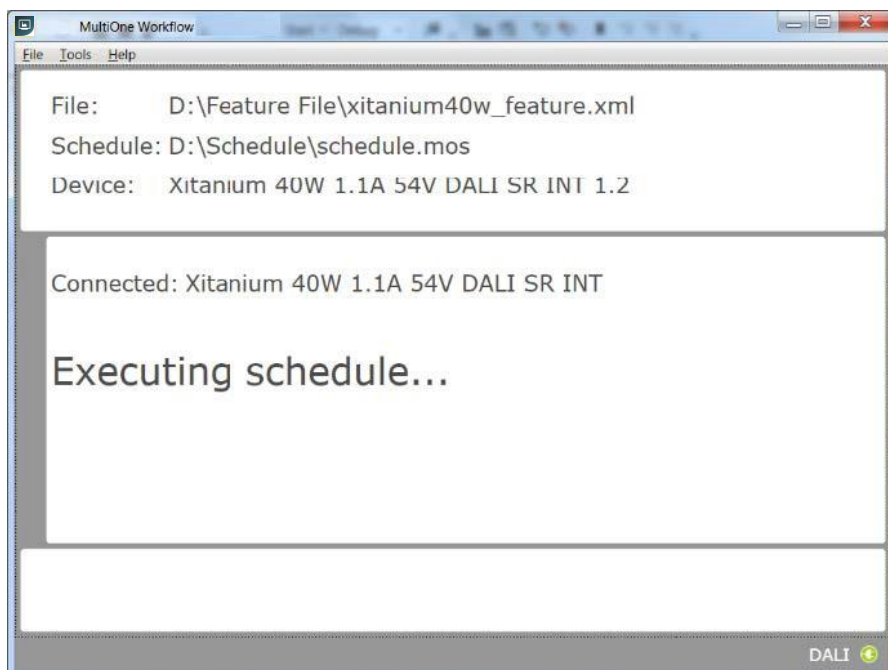 MultiOne Workflow
File Tools Help
File: D:\Feature File\xitanium40w_feature.xml
Schedule: D:\Schedule\schedule.mos
Device: Xitanium 40W 1.1A 54V DALI SR INT 1.2
Connected: Xitanium 40W 1.1A 54V DALI SR INT
Executing schedule...
DALI